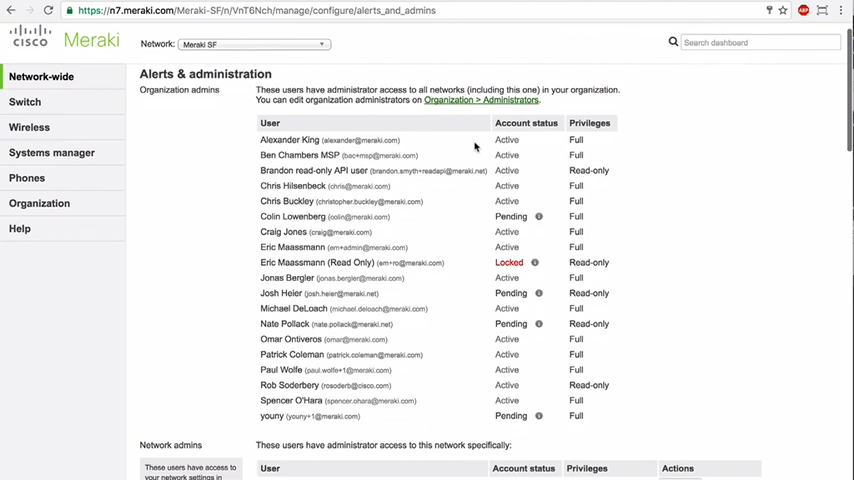 https://n7.meraki.com/Meraki-SF/n/VnT6Nch/manage/configure/alerts_and_admins
ABP
CISCO Meraki
Network: Meraki SF
Search dashboard
Network-wide
Switch
Wireless
Systems manager
Phones
Organization
Help
Alerts & administration
Organization admins
These users have administrator access to all networks (including this one) in your organization.
You can edit organization administrators on Organization > Administrators.
User Account status Privileges
Alexander King (alexander@meraki.com) Active Full
Ben Chambers MSP (bac+msp@meraki.com) Active Full
Brandon read-only API user (brandon.smyth+readapi@meraki.net) Active Read-only
Chris Hilsenbeck (chris@meraki.com) Active Full
Chris Buckley (christopher.buckley@meraki.com) Active Full
Colin Lowenberg (colin@meraki.com) Pending Full
Craig Jones (craig@meraki.com) Active Full
Eric Maassmann (em+admin@meraki.com) Active Full
Eric Maassmann (Read Only) (em+ro@meraki.com) Locked Read-only
Jonas Bergler (jonas.bergler@meraki.com) Active Full
Josh Heier (josh.heier@meraki.net) Pending Read-only
Michael DeLoach (michael.deloach@meraki.com) Active Full
Nate Pollack (nate.pollack@meraki.net) Pending Read-only
Omar Ontiveros (omar@meraki.com) Active Full
Patrick Coleman (patrick.coleman@meraki.com) Active Full
Paul Wolfe (paul.wolfe+1@meraki.com) Active Full
Rob Soderbery (rosoderb@cisco.com) Active Read-only
Spencer O'Hara (spencer.ohara@meraki.com) Active Full
youny (youny+1@meraki.com) Pending Full
Network admins
These users have administrator access to this network specifically:
These users have access to
your network settings in
User Account status Privileges Actions